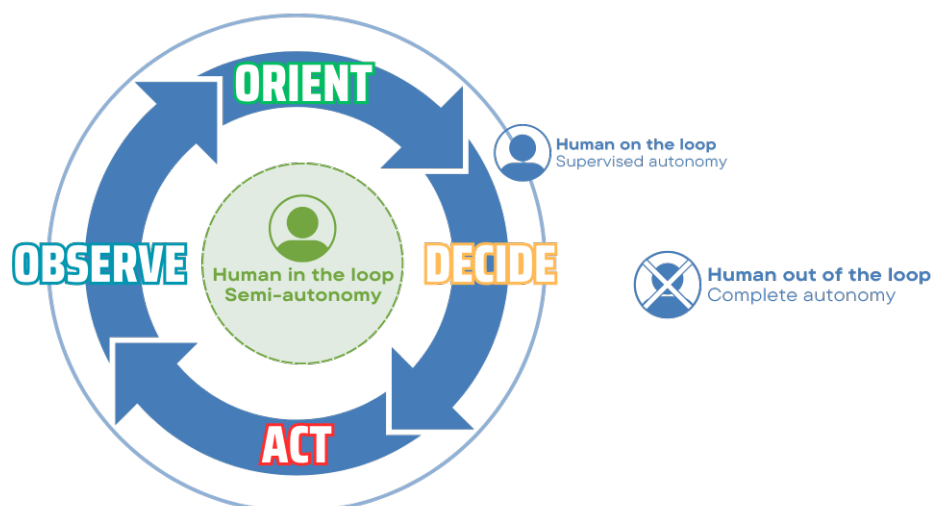 ORIENT
Human on the loop
Supervised autonomy
OBSERVE
Human in the loop
Semi-autonomy
DECIDE
Human out of the loop
Complete autonomy
ACT